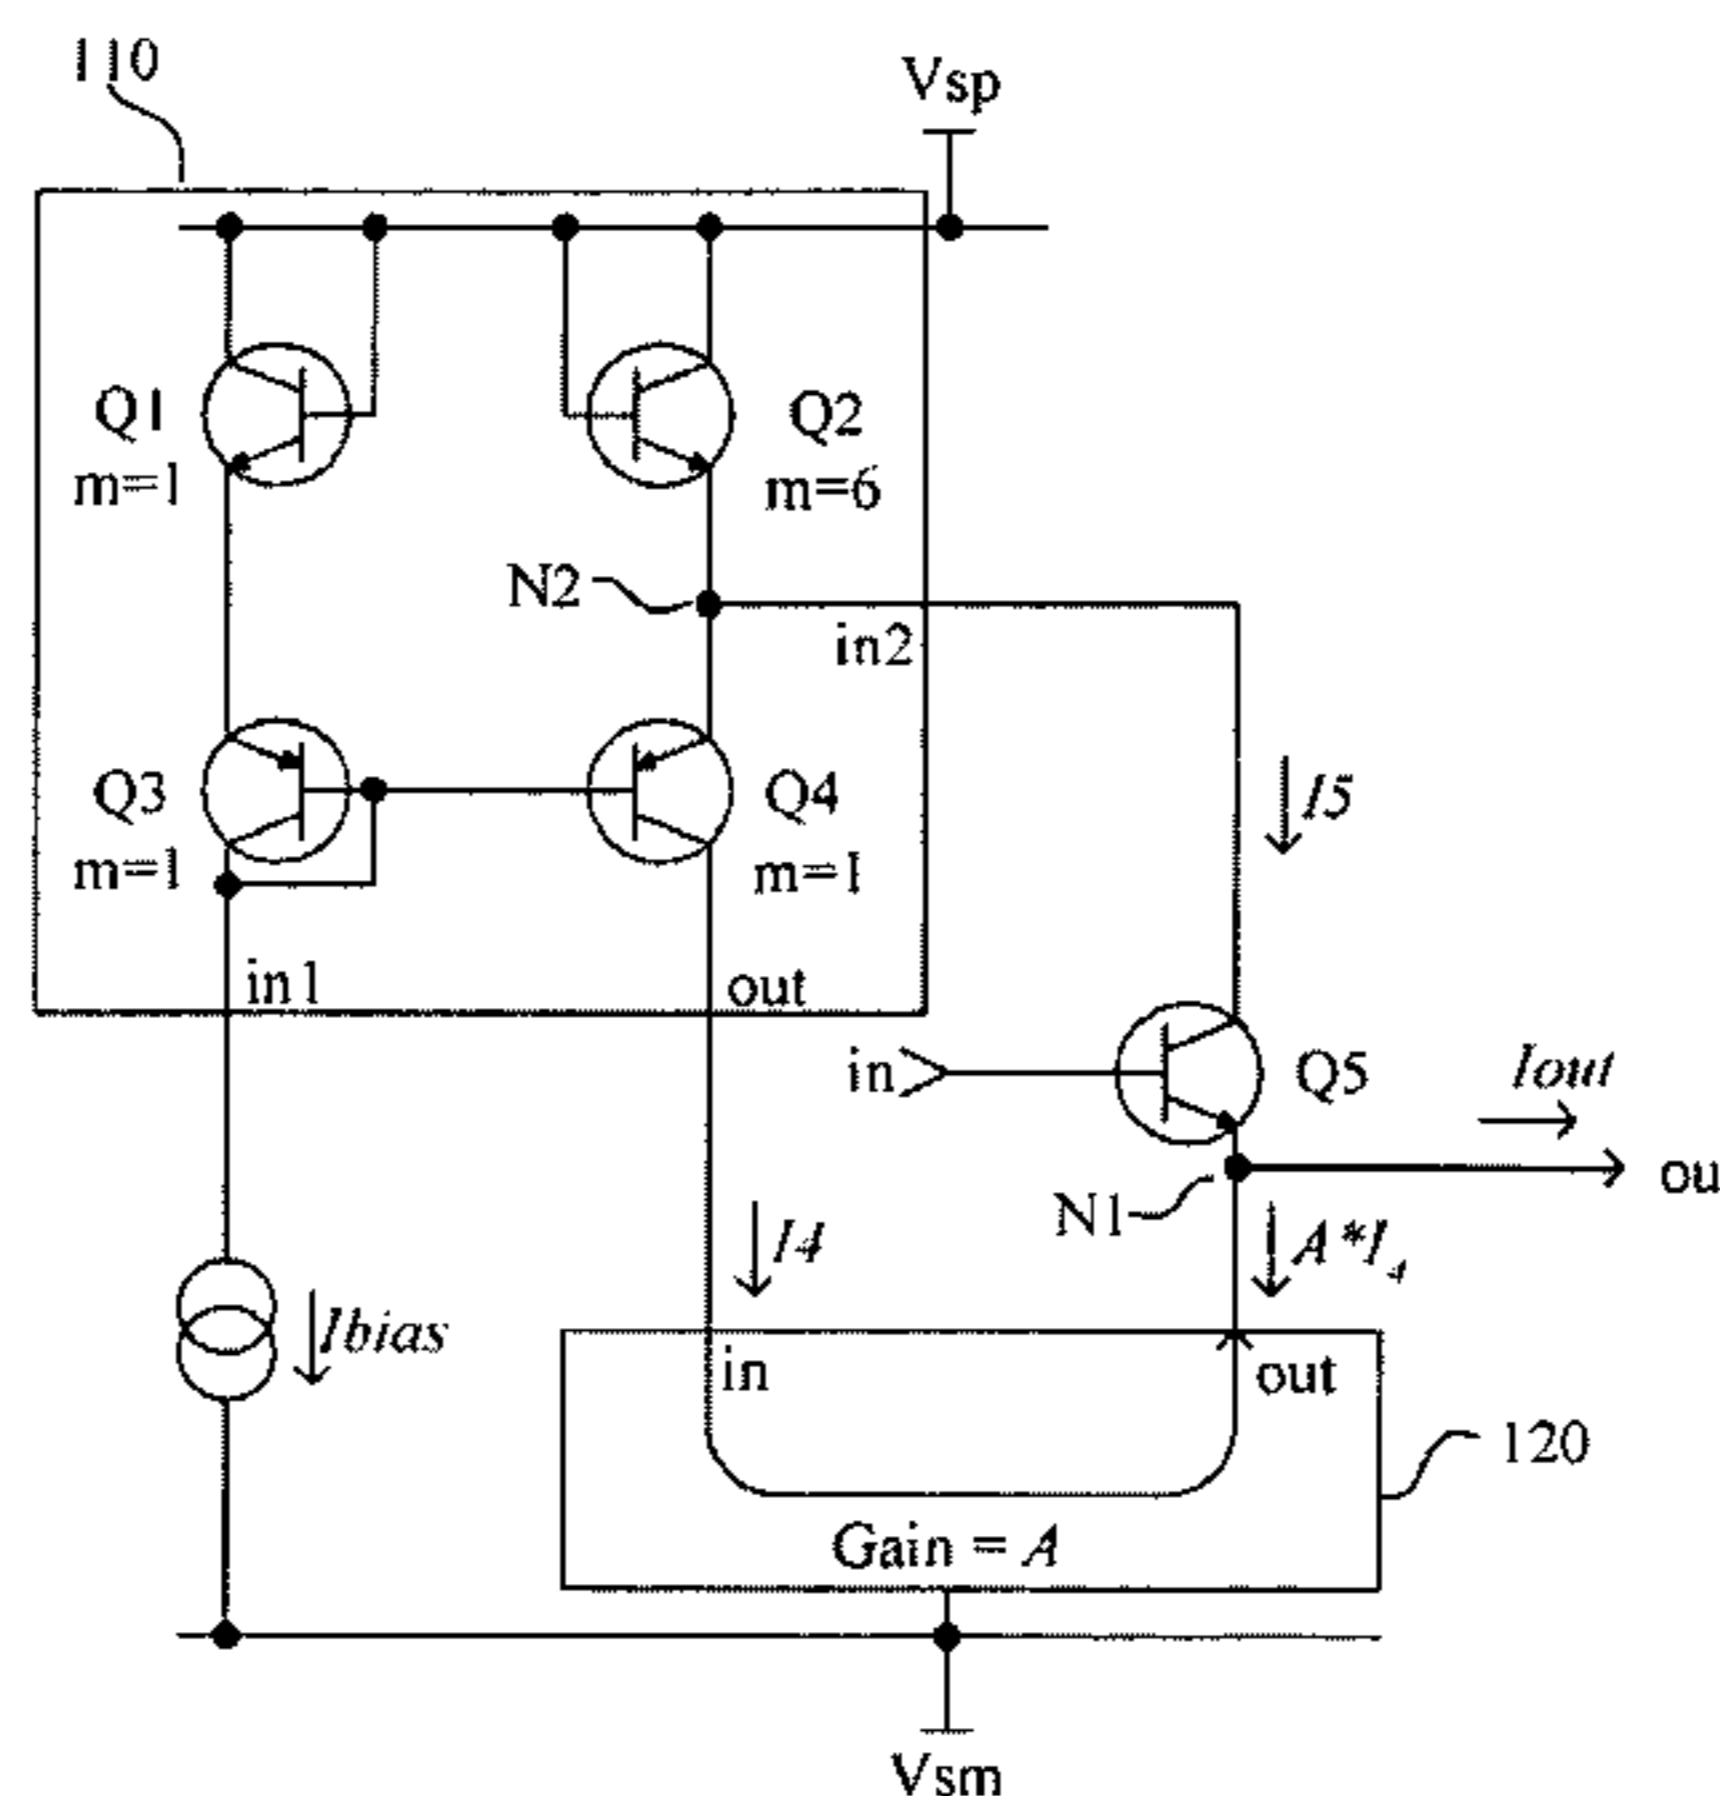 110
Vsp
Q1
m=1
Q2
m=6
N2
in2
Q3
m=1
Q4
m=1
I5
in1
out
in
Q5
Iout
ou
N1
I4
A*I4
Ibias
in
out
120
Gain = A
Vsm